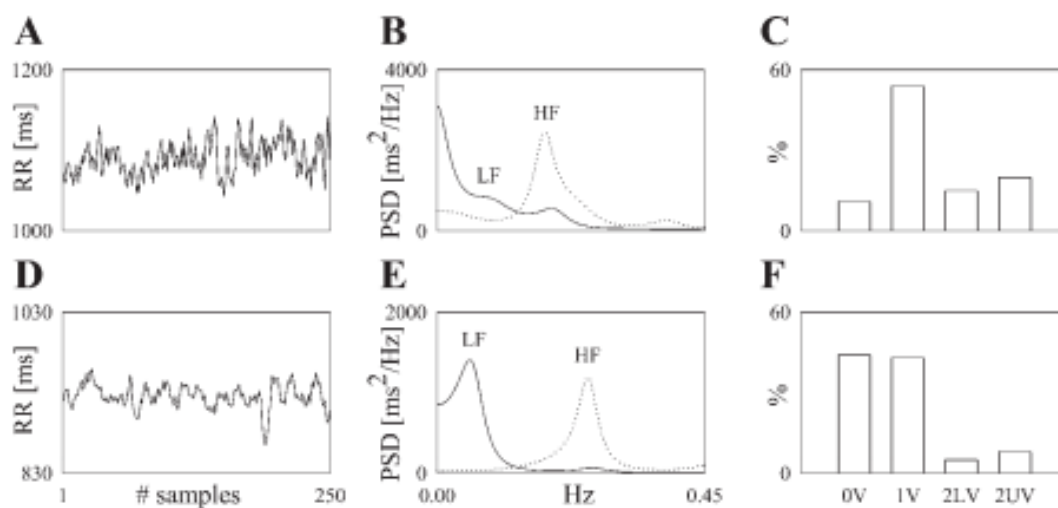 A B C
1200 4000 60
RR [ms] PSD [ms²/Hz] HF LF %
1000 0 0
D E F
1030 2000 60
RR [ms] PSD [ms²/Hz] LF HF %
830 0 0
1 # samples 250 0.00 Hz 0.45 0V 1V 2LV 2UV